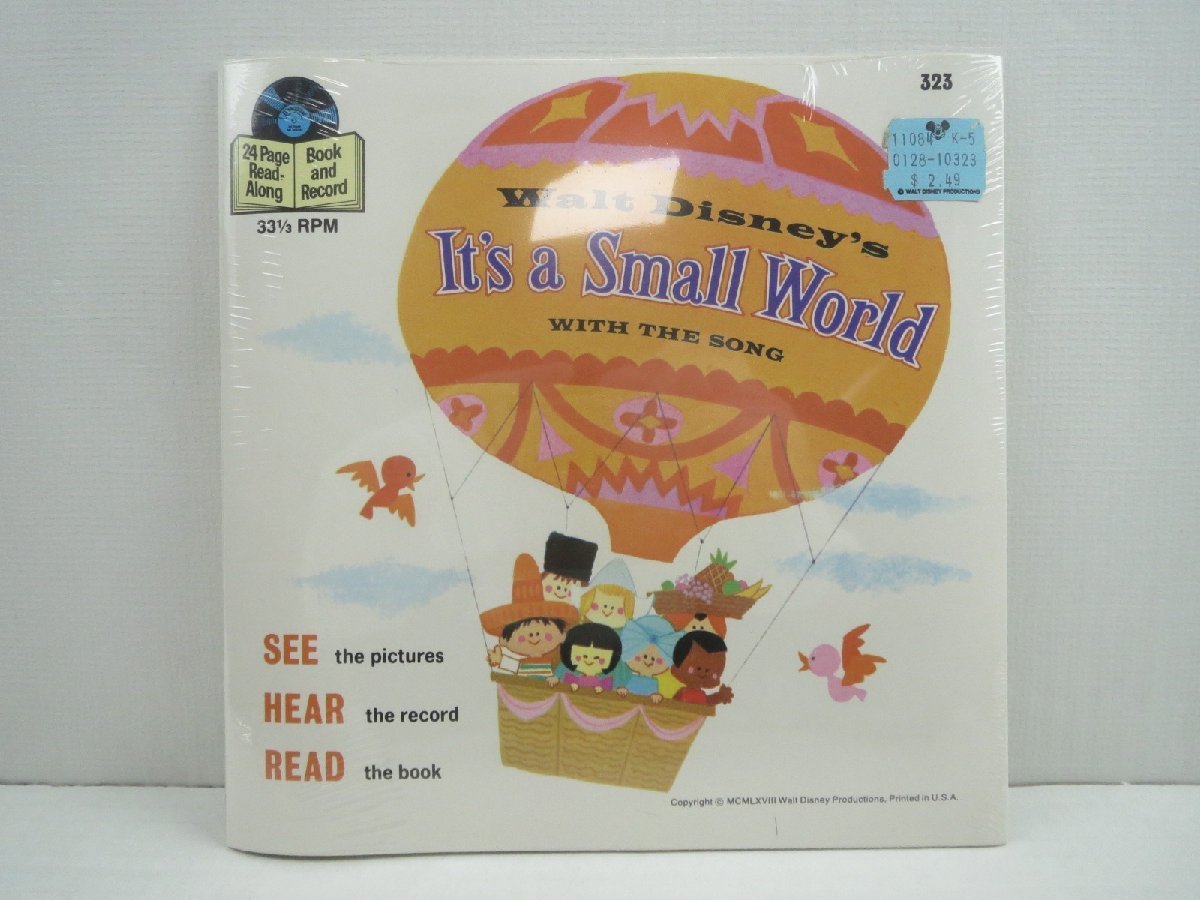 24 Page
Read-
Along
Book
and
Record
33⅓ RPM
323
11084 K-5
0128-10323
$ 2.49
© WALT DISNEY PRODUCTIONS
Walt Disney's
It's a Small World
WITH THE SONG
SEE the pictures
HEAR the record
READ the book
Copyright © MCMLXVIII Walt Disney Productions, Printed in U.S.A.